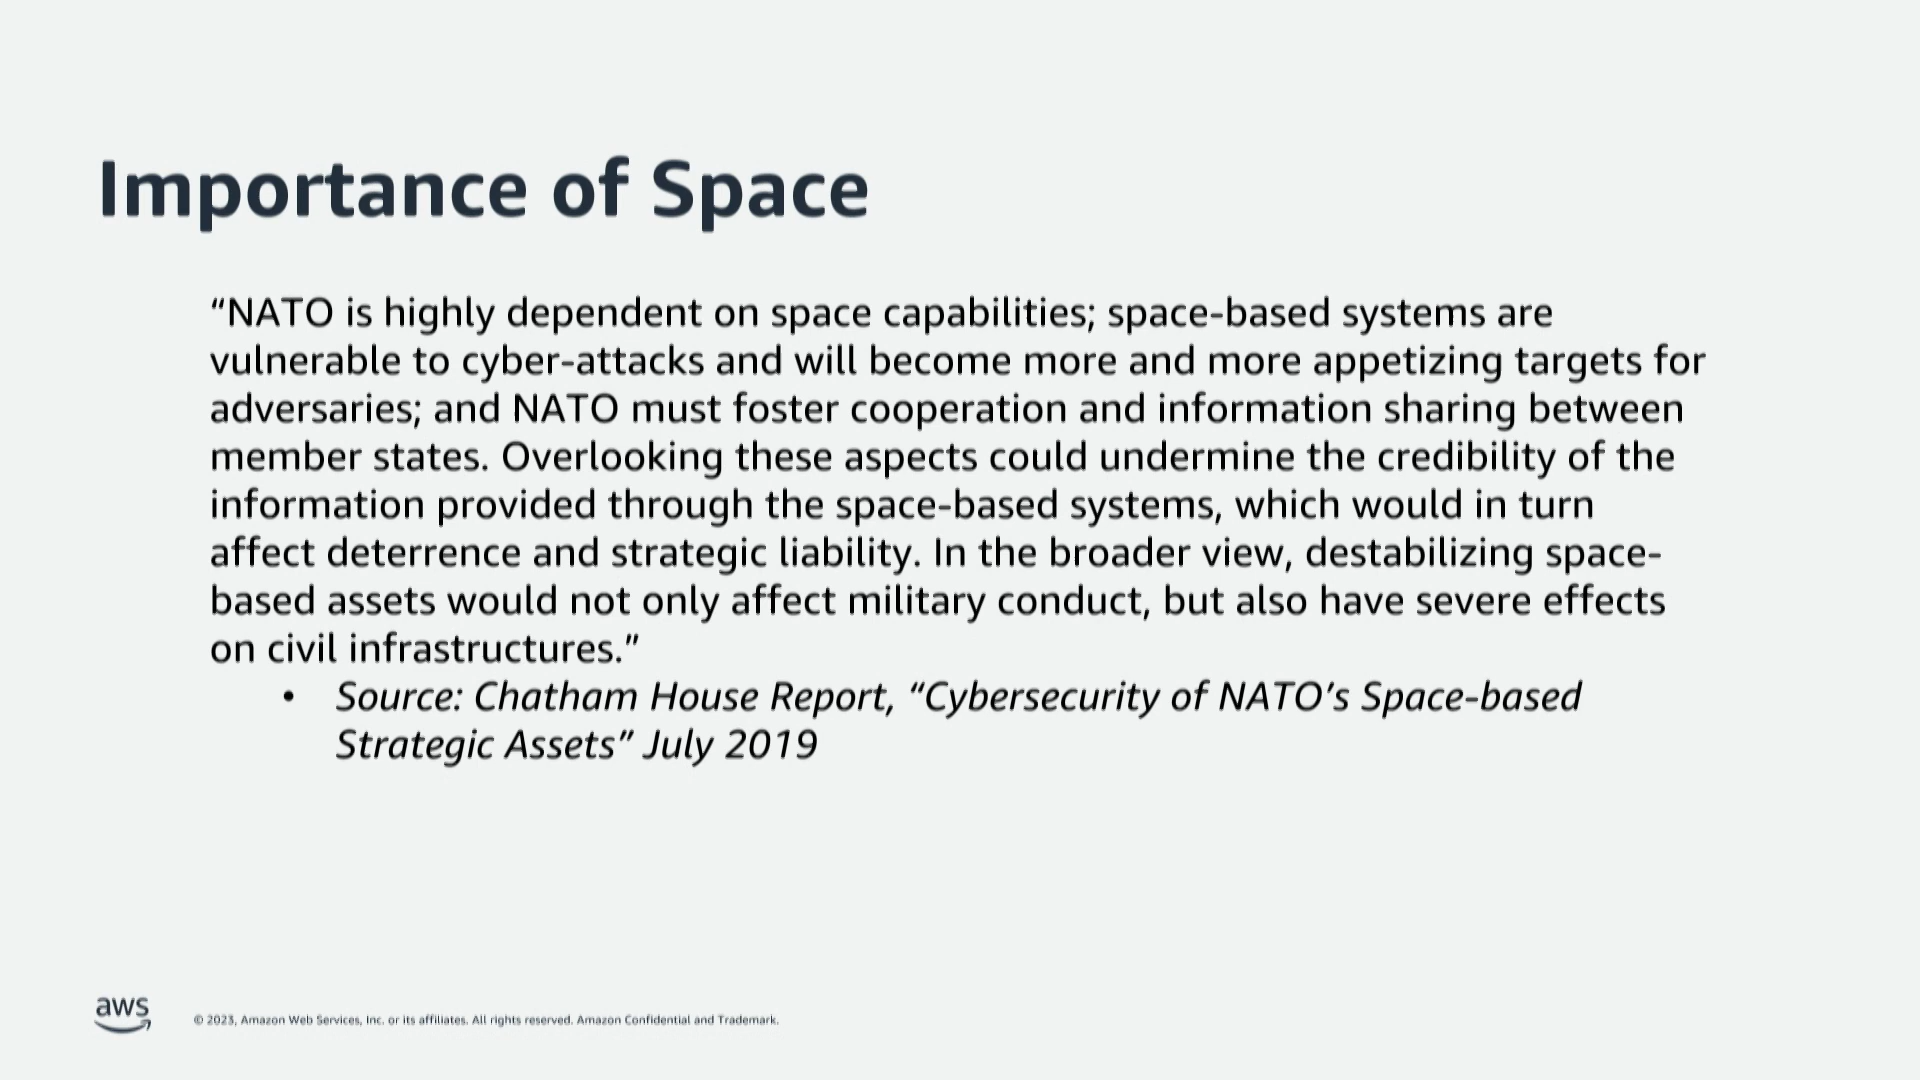 Importance of Space
“NATO is highly dependent on space capabilities; space-based systems are
vulnerable to cyber-attacks and will become more and more appetizing targets for
adversaries; and NATO must foster cooperation and information sharing between
member states. Overlooking these aspects could undermine the credibility of the
information provided through the space-based systems, which would in turn
affect deterrence and strategic liability. In the broader view, destabilizing space-
based assets would not only affect military conduct, but also have severe effects
on civil infrastructures.”
• Source: Chatham House Report, “Cybersecurity of NATO’s Space-based
Strategic Assets” July 2019
aws
© 2023, Amazon Web Services, Inc. or its affiliates. All rights reserved. Amazon Confidential and Trademark.